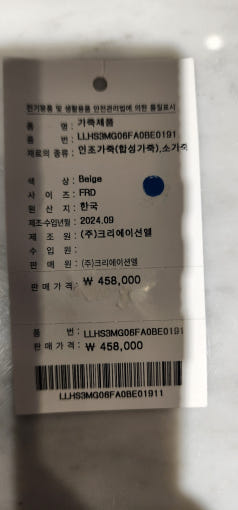 전기용품 및 생활용품 안전관리법에 의한 품질표시
품 명 : 가죽제품
품 번 : LLHS3MG06FA0BE0191
재료의 종류 : 인조가죽(합성가죽),소가죽
색 상 : Beige
사 이 즈 : FRD
원 산 지 : 한국
제조·수입년월 : 2024.09
제 조 원 : (주)크리에이션엘
수 입 원 :
판 매 원 : (주)크리에이션엘
판 매 가 격 : ₩ 458,000
품 번 : LLHS3MG06FA0BE0191
판 매 가 격 : ₩ 458,000
LLHS3MG06FA0BE01911